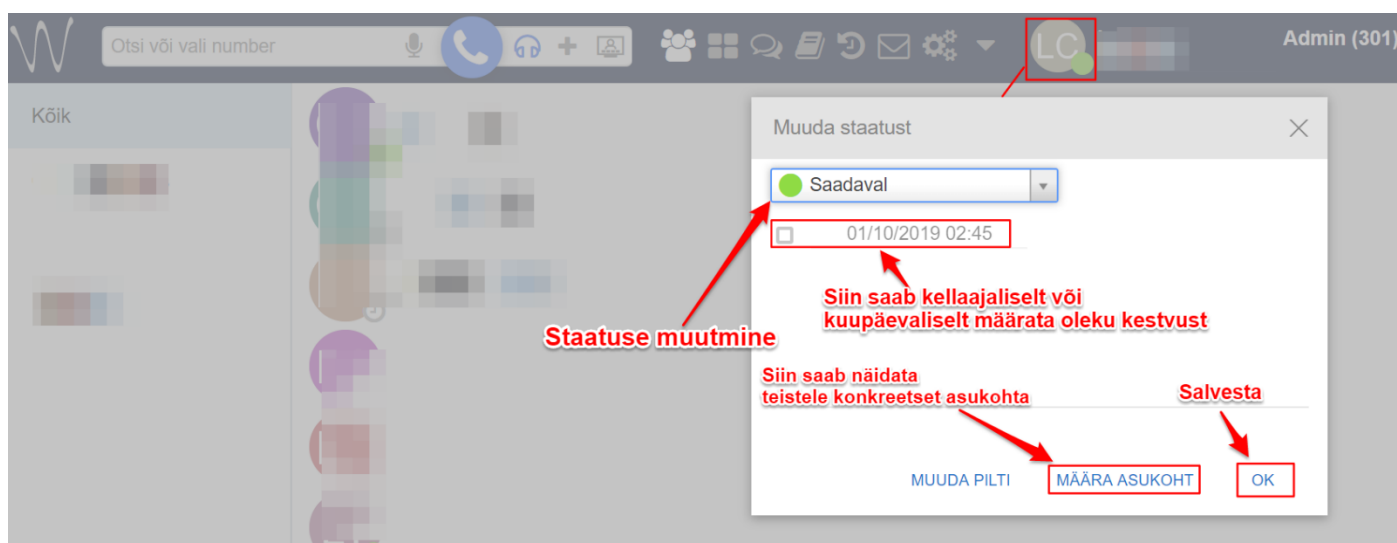 Otsi või vali number
LC
Admin (301)
Kõik
Muuda staatust
Saadaval
01/10/2019 02:45
Siin saab kellaajaliselt või
kuupäevaliselt määrata oleku kestvust
Staatuse muutmine
Siin saab näidata
teistele konkreetset asukohta
Salvesta
MUUDA PILTI
MÄÄRA ASUKOHT
OK